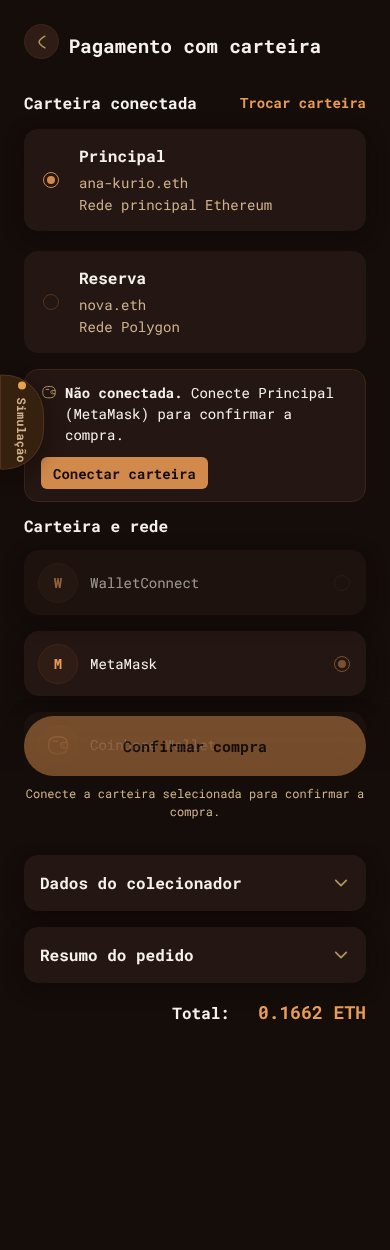 Pagamento com carteira
Carteira conectada
Trocar carteira
Principal
ana-kurio.eth
Rede principal Ethereum
Reserva
nova.eth
Rede Polygon
Simulação
Não conectada. Conecte Principal
(MetaMask) para confirmar a
compra.
Conectar carteira
Carteira e rede
W
WalletConnect
M
MetaMask
Confirmar compra
Conecte a carteira selecionada para confirmar a
compra.
Dados do colecionador
Resumo do pedido
Total:
0.1662 ETH